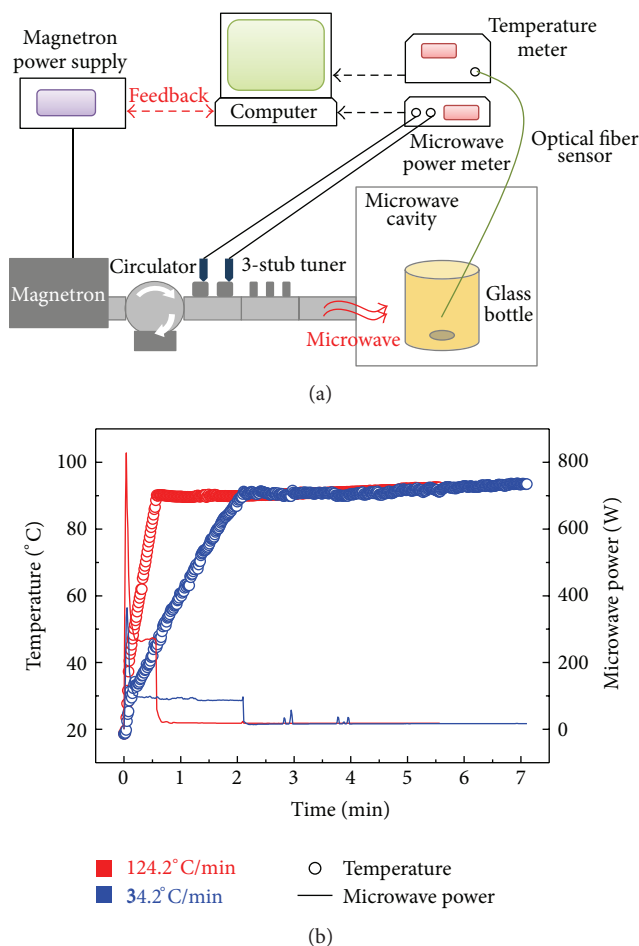 Magnetron
power supply
Feedback
Computer
Temperature
meter
Microwave
power meter
Optical fiber
sensor
Microwave
cavity
Circulator
3-stub tuner
Magnetron
Microwave
Glass
bottle
(a)
100
80
60
40
20
Temperature (°C)
800
600
400
200
0
Microwave power (W)
0 1 2 3 4 5 6 7
Time (min)
124.2°C/min
34.2°C/min
Temperature
Microwave power
(b)